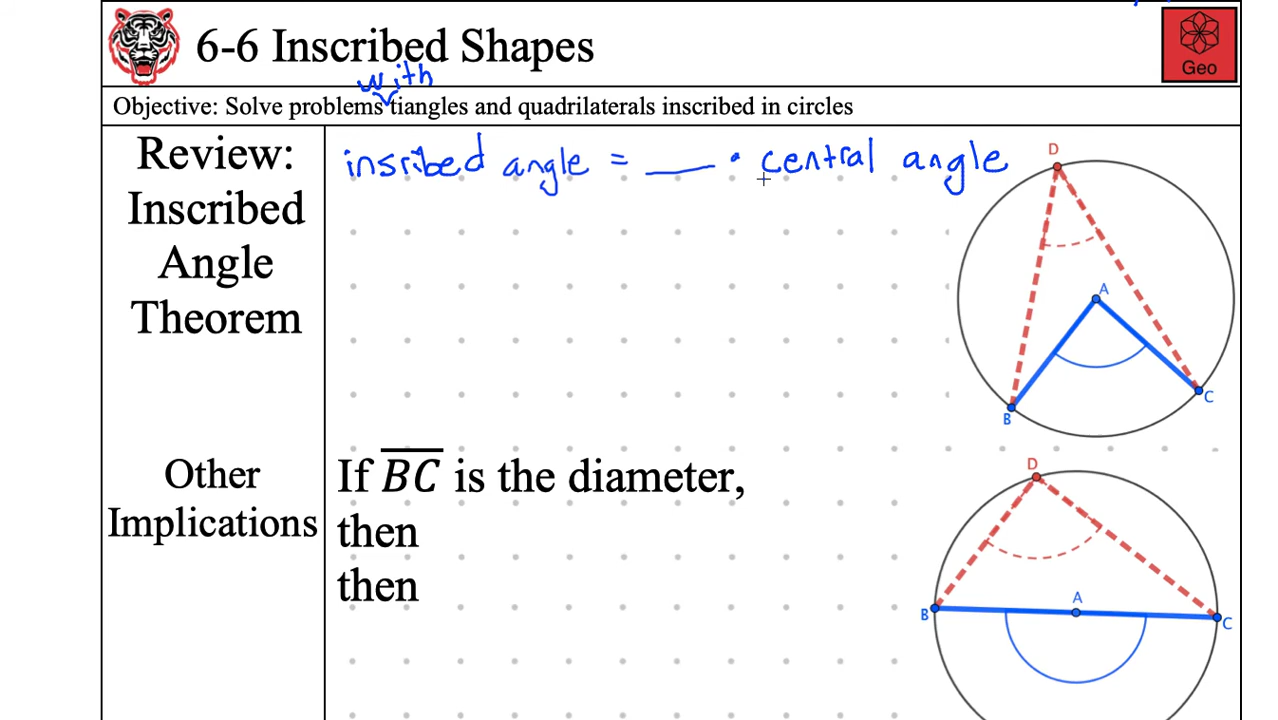 6-6 Inscribed Shapes
Geo
with
Objective: Solve problems tiangles and quadrilaterals inscribed in circles
Review:
Inscribed
Angle
Theorem
insribed angle = ___ • central angle
D
A
B
C
Other
Implications
If BC is the diameter,
then
then
D
B
A
C